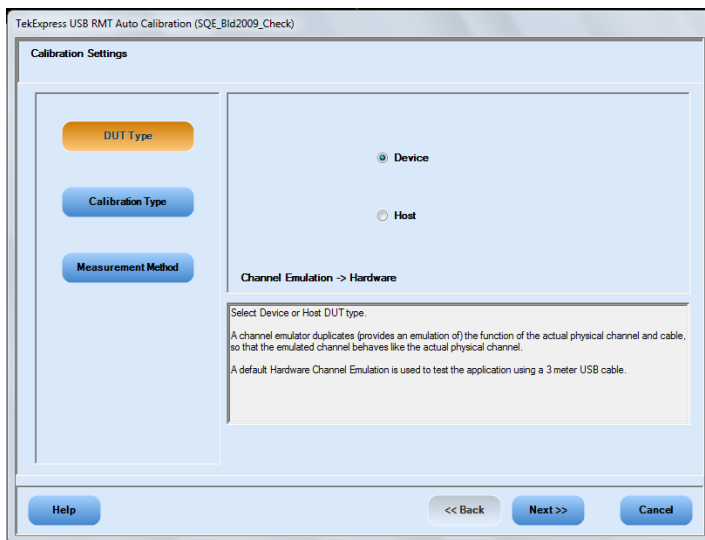 TekExpress USB RMT Auto Calibration (SQE_Bld2009_Check)
Calibration Settings
DUT Type
Calibration Type
Measurement Method
Device
Host
Channel Emulation -> Hardware
Select Device or Host DUT type.
A channel emulator duplicates (provides an emulation of) the function of the actual physical channel and cable,
so that the emulated channel behaves like the actual physical channel.
A default Hardware Channel Emulation is used to test the application using a 3 meter USB cable.
Help
<< Back
Next >>
Cancel